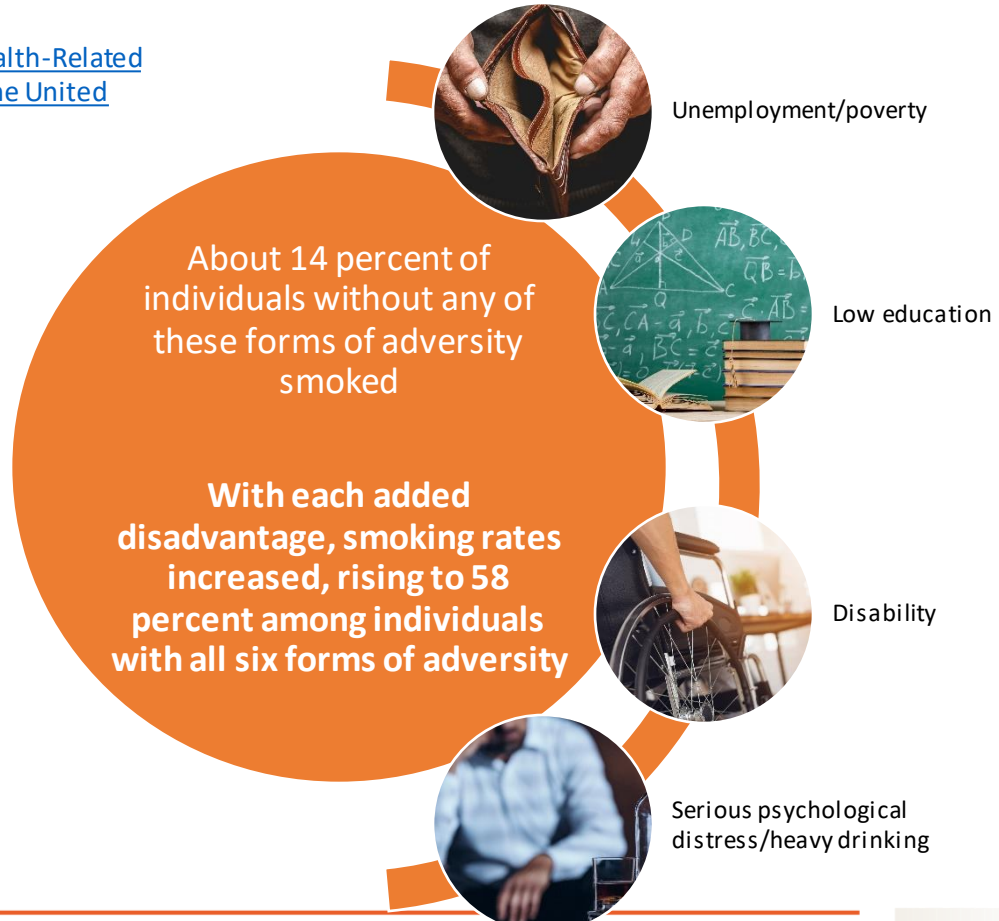 alth-Related
ne United
Unemployment/poverty
About 14 percent of
individuals without any of
these forms of adversity
smoked
Low education
With each added
disadvantage, smoking rates
increased, rising to 58
percent among individuals
with all six forms of adversity
Disability
Serious psychological
distress/heavy drinking